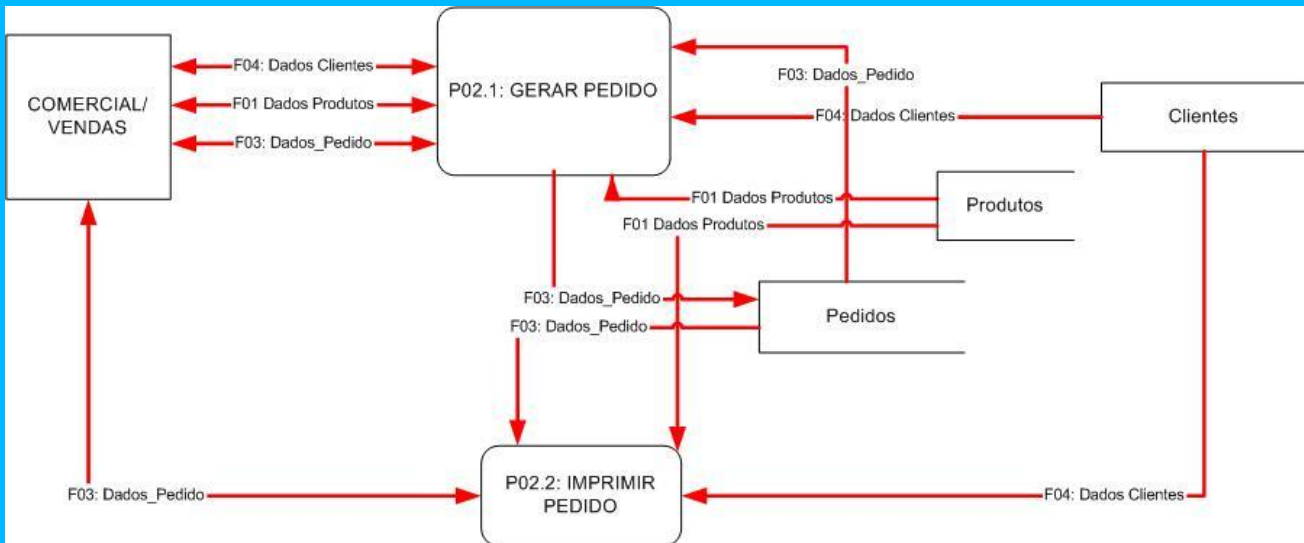 COMERCIAL/
VENDAS
F04: Dados Clientes
F01 Dados Produtos
F03: Dados_Pedido
P02.1: GERAR PEDIDO
F03: Dados_Pedido
F04: Dados Clientes
Clientes
F01 Dados Produtos
F01 Dados Produtos
Produtos
F03: Dados_Pedido
F03: Dados_Pedido
Pedidos
F03: Dados_Pedido
P02.2: IMPRIMIR
PEDIDO
F04: Dados Clientes